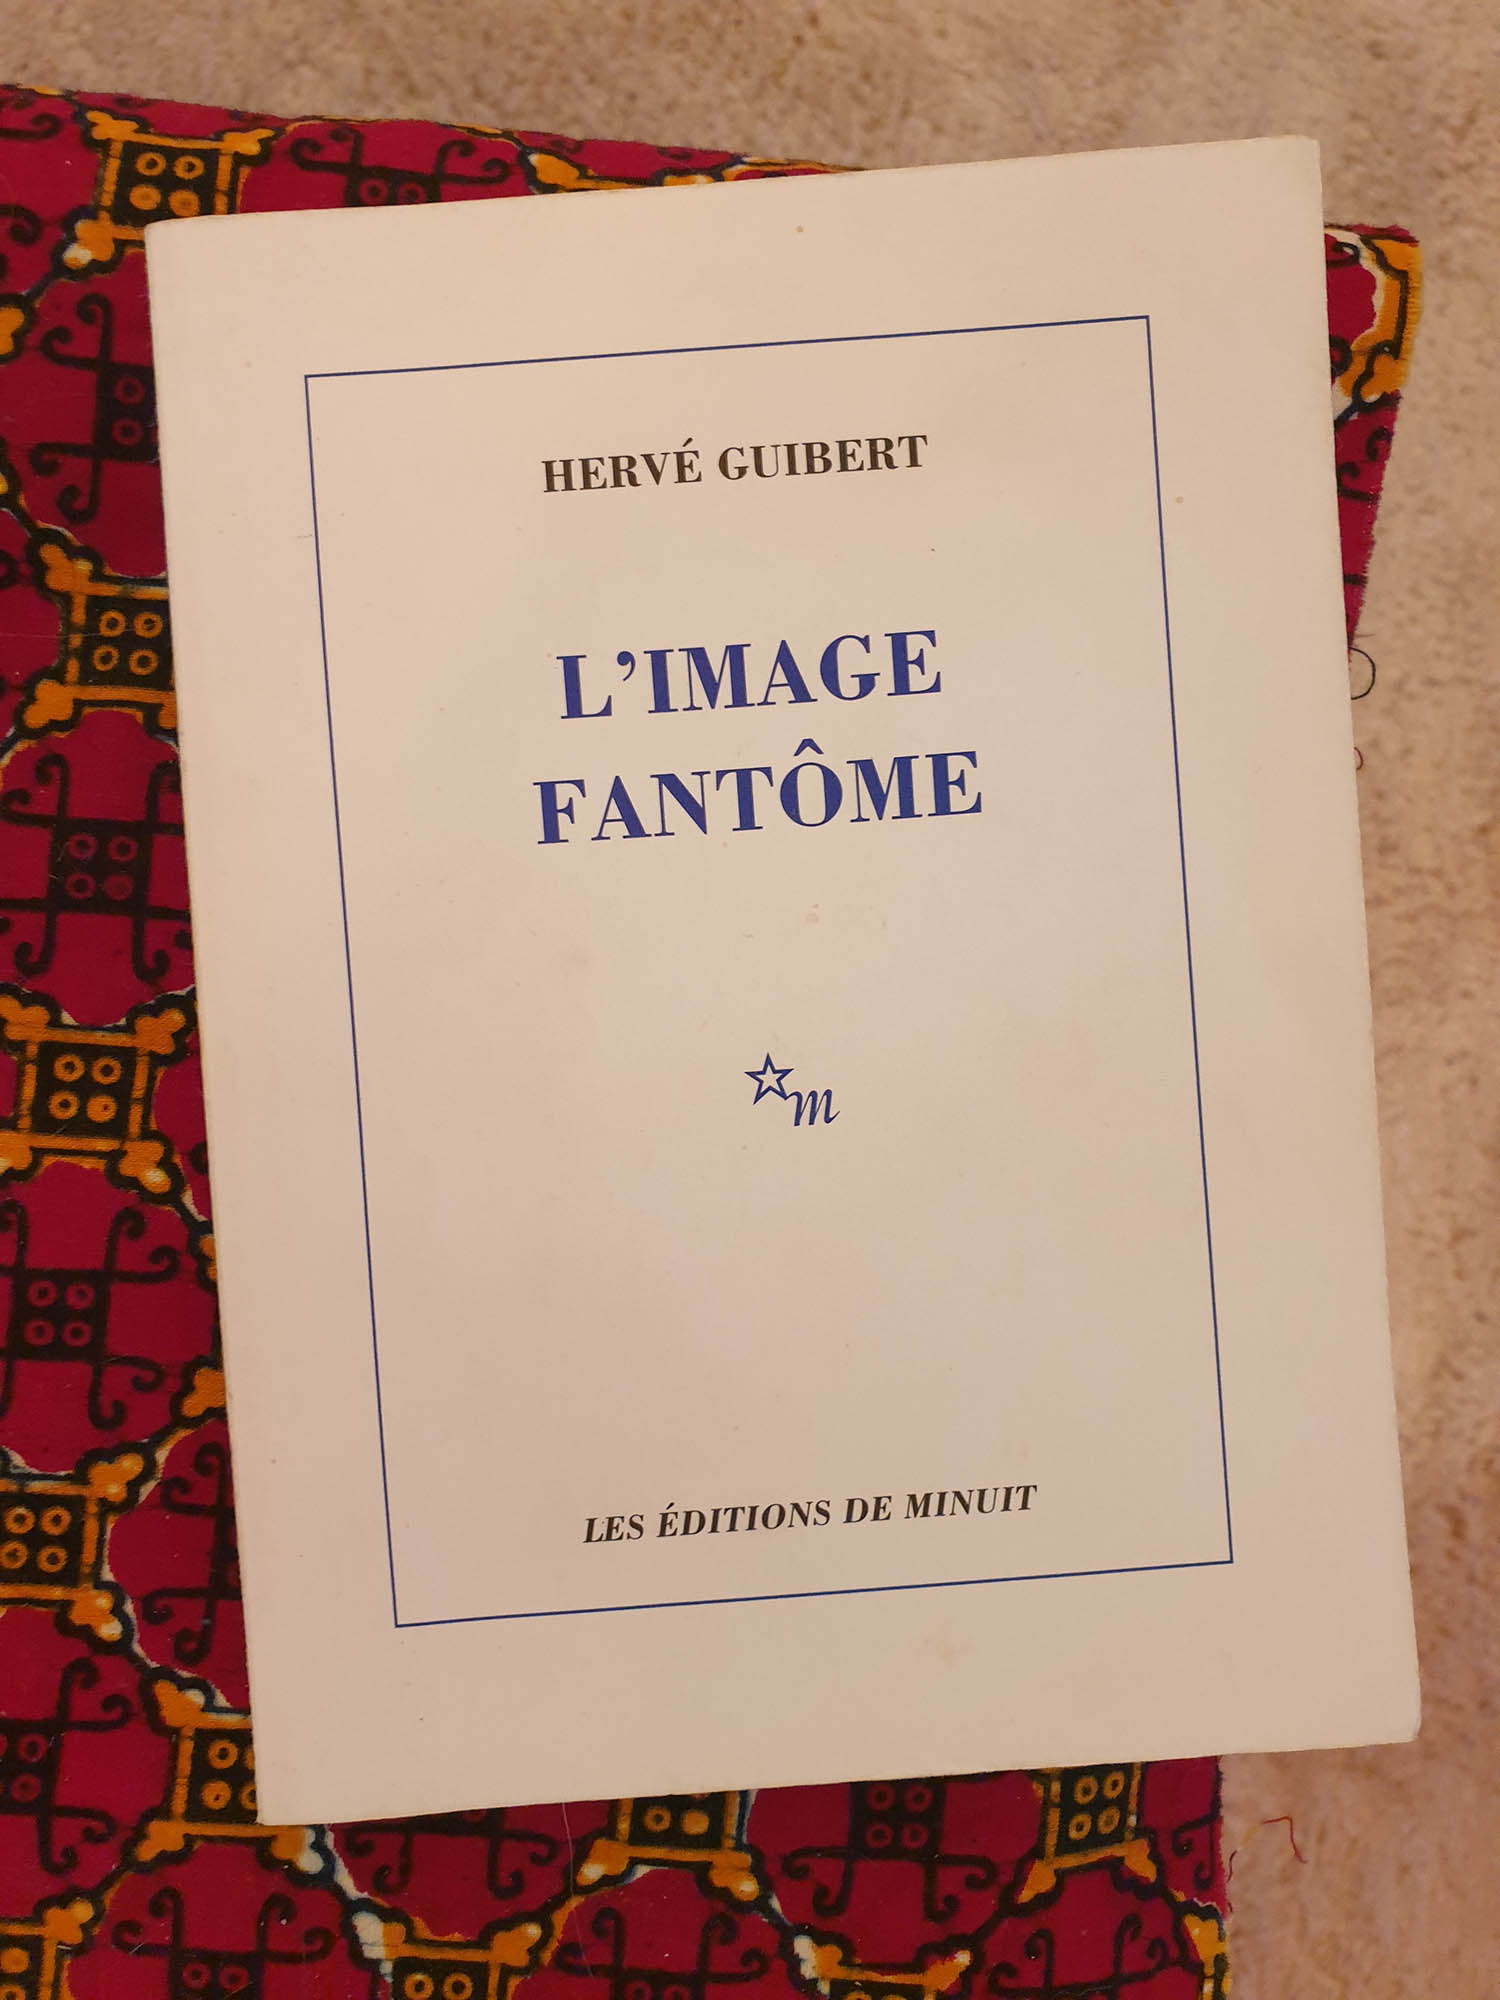 HERVÉ GUIBERT
L'IMAGE
FANTÔME
m
LES ÉDITIONS DE MINUIT